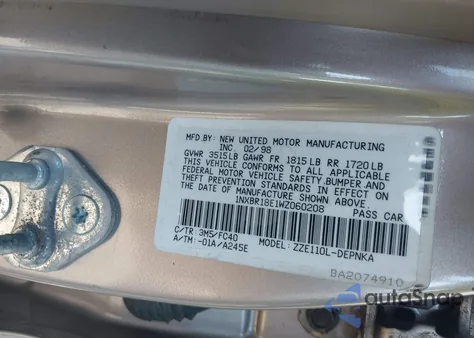 MFD.BY: NEW UNITED MOTOR MANUFACTURING
INC. 02/98
GVWR 3515LB GAWR FR 1815LB RR 1720LB
THIS VEHICLE CONFORMS TO ALL APPLICABLE
FEDERAL MOTOR VEHICLE SAFETY,BUMPER AND
THEFT PREVENTION STANDARDS IN EFFECT ON
THE DATE OF MANUFACTURE SHOWN ABOVE.
1NXBR18E1WZ060208 PASS CAR
C/TR: 3M5/FC40 MODEL: ZZE110L-DEPNKA
A/TM: -01A/A245E
BA2074910
autoSnap